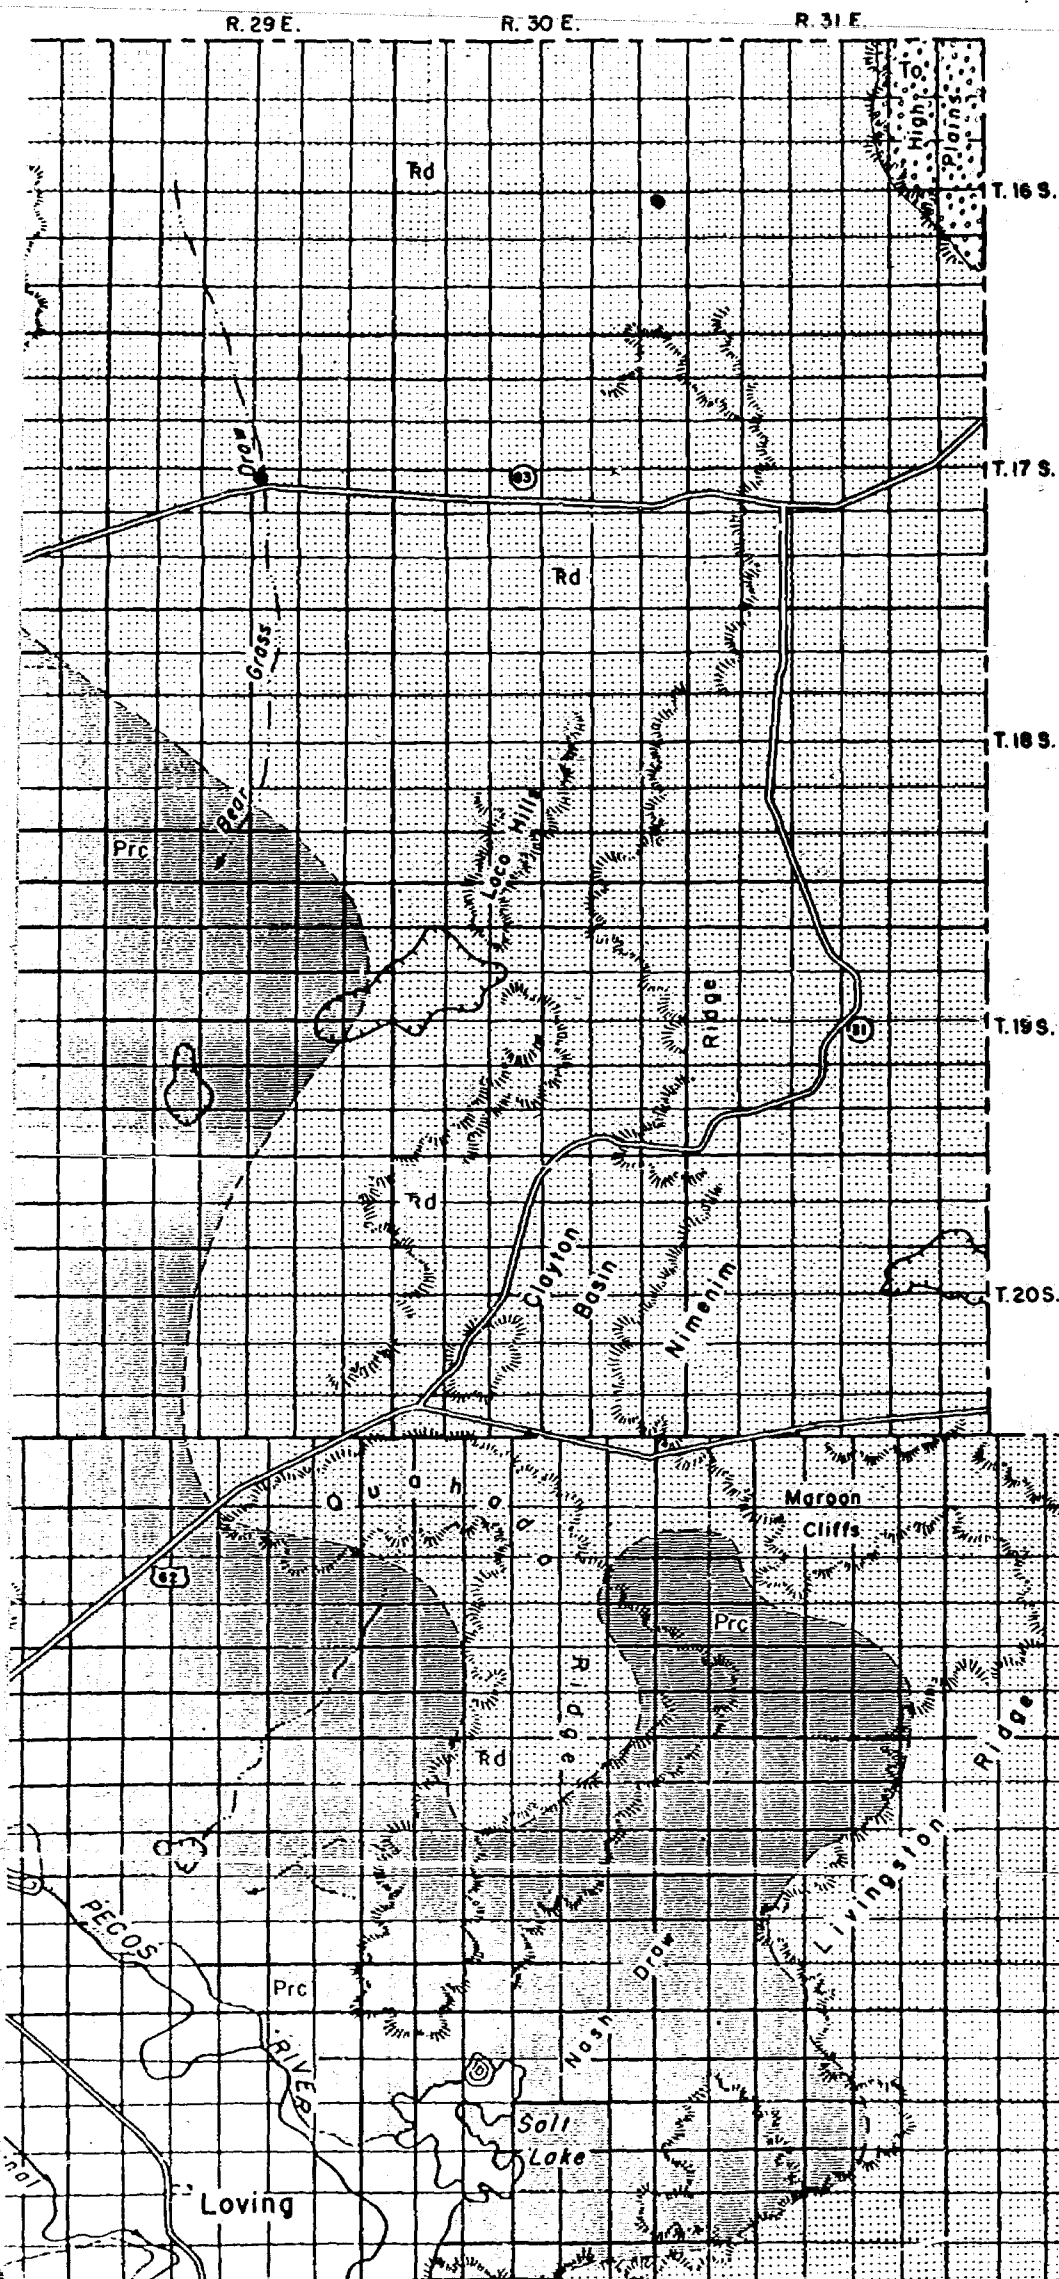 R. 29 E. R. 30 E. R. 31 E.
To
High
Plains
T. 16 S.
Rd
Draw
83
T. 17 S.
Rd
Grass
T. 18 S.
Bear
Prc
Loco Hills
Ridge
T. 19 S.
31
Rd
Clayton
Basin
Nimenim
T. 20 S.
Quahada
Maroon
Cliffs
62
Prc
Ridge
Ridge
Rd
Livingston
PECOS
Draw
Prc
Nash
RIVER
Salt
Lake
Loving